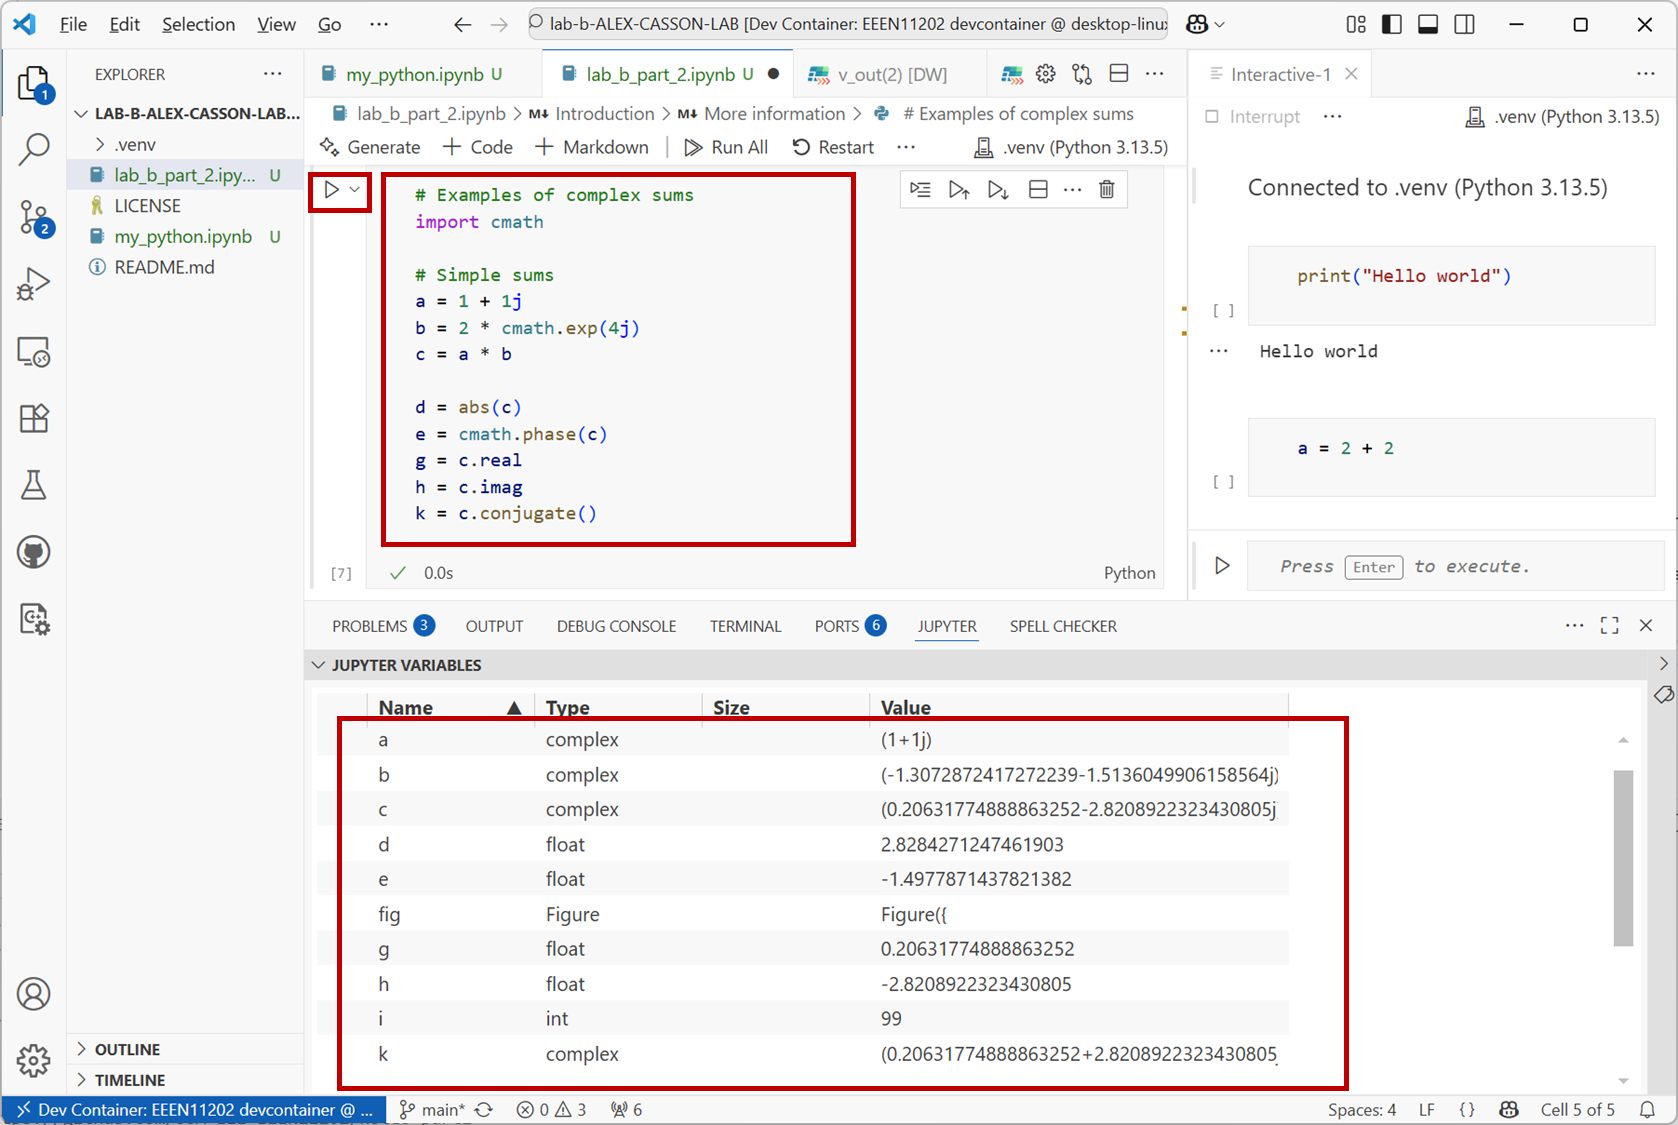 File Edit Selection View Go ··· lab-b-ALEX-CASSON-LAB [Dev Container: EEEN11202 devcontainer @ desktop-linux
EXPLORER ···
LAB-B-ALEX-CASSON-LAB...
.venv
lab_b_part_2.ipy... U
LICENSE
my_python.ipynb U
README.md
1
2
OUTLINE
TIMELINE
my_python.ipynb U
lab_b_part_2.ipynb U
v_out(2) [DW]
lab_b_part_2.ipynb > M↓ Introduction > M↓ More information > # Examples of complex sums
Generate + Code + Markdown | Run All Restart ··· .venv (Python 3.13.5)
# Examples of complex sums
import cmath
# Simple sums
a = 1 + 1j
b = 2 * cmath.exp(4j)
c = a * b
d = abs(c)
e = cmath.phase(c)
g = c.real
h = c.imag
k = c.conjugate()
[7] ✓ 0.0s Python
Interactive-1
Interrupt ··· .venv (Python 3.13.5)
Connected to .venv (Python 3.13.5)
print("Hello world")
[ ]
··· Hello world
a = 2 + 2
[ ]
Press Enter to execute.
PROBLEMS 3 OUTPUT DEBUG CONSOLE TERMINAL PORTS 6 JUPYTER SPELL CHECKER
JUPYTER VARIABLES
Name ▲ Type Size Value
a complex (1+1j)
b complex (-1.3072872417272239-1.5136049906158564j)
c complex (0.20631774888863252-2.8208922323430805j
d float 2.8284271247461903
e float -1.4977871437821382
fig Figure Figure({
g float 0.20631774888863252
h float -2.8208922323430805
i int 99
k complex (0.20631774888863252+2.8208922323430805
Dev Container: EEEN11202 devcontainer @ ... main* 0 3 6 Spaces: 4 LF {} Cell 5 of 5